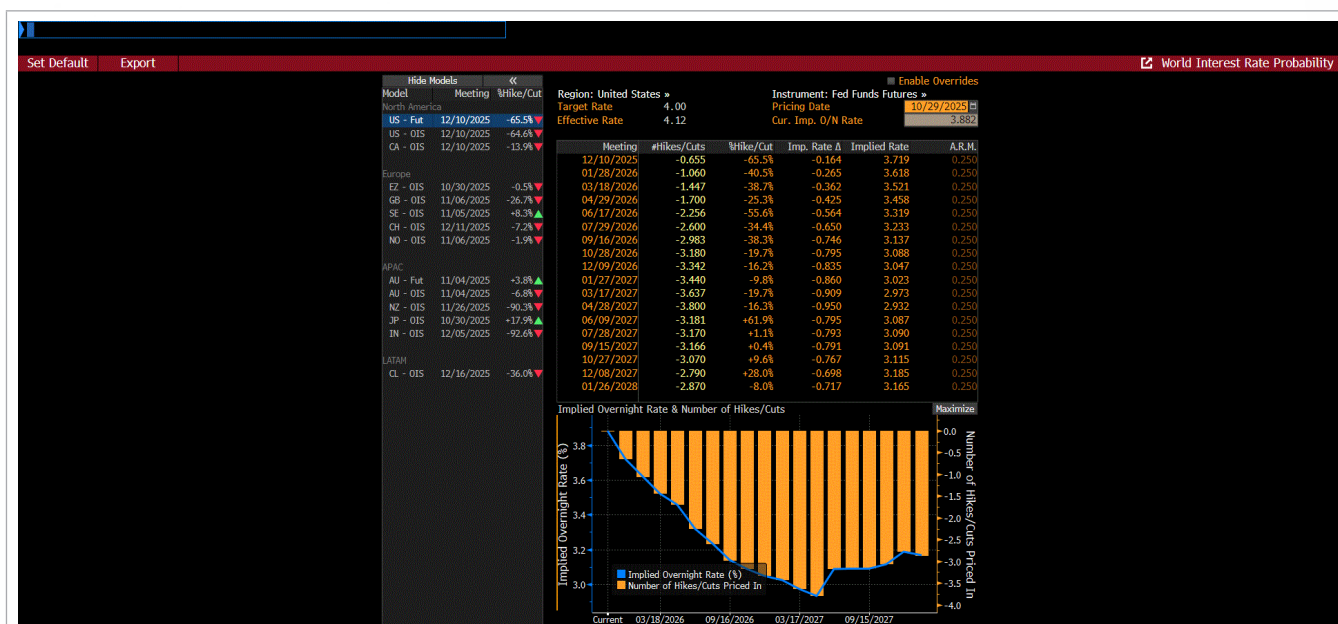 Set Default Export World Interest Rate Probability
Hide Models «
Model Meeting %Hike/Cut
North America
US - Fut 12/10/2025 -65.5%
US - OIS 12/10/2025 -64.6%
CA - OIS 12/10/2025 -13.9%
Europe
EZ - OIS 10/30/2025 -0.5%
GB - OIS 11/06/2025 -26.7%
SE - OIS 11/05/2025 +8.3%
CH - OIS 12/11/2025 -7.2%
NO - OIS 11/06/2025 -1.9%
APAC
AU - Fut 11/04/2025 +3.8%
AU - OIS 11/04/2025 -6.8%
NZ - OIS 11/26/2025 -90.3%
JP - OIS 10/30/2025 +17.9%
IN - OIS 12/05/2025 -92.6%
LATAM
CL - OIS 12/16/2025 -36.0%
Enable Overrides
Region: United States » Instrument: Fed Funds Futures »
Target Rate 4.00 Pricing Date 10/29/2025
Effective Rate 4.12 Cur. Imp. O/N Rate 3.882
Meeting #Hikes/Cuts %Hike/Cut Imp. Rate Δ Implied Rate A.R.M.
12/10/2025 -0.655 -65.5% -0.164 3.719 0.250
01/28/2026 -1.060 -40.5% -0.265 3.618 0.250
03/18/2026 -1.447 -38.7% -0.362 3.521 0.250
04/29/2026 -1.700 -25.3% -0.425 3.458 0.250
06/17/2026 -2.256 -55.6% -0.564 3.319 0.250
07/29/2026 -2.600 -34.4% -0.650 3.233 0.250
09/16/2026 -2.983 -38.3% -0.746 3.137 0.250
10/28/2026 -3.180 -19.7% -0.795 3.088 0.250
12/09/2026 -3.342 -16.2% -0.835 3.047 0.250
01/27/2027 -3.440 -9.8% -0.860 3.023 0.250
03/17/2027 -3.637 -19.7% -0.909 2.973 0.250
04/28/2027 -3.800 -16.3% -0.950 2.932 0.250
06/09/2027 -3.181 +61.9% -0.795 3.087 0.250
07/28/2027 -3.170 +1.1% -0.793 3.090 0.250
09/15/2027 -3.166 +0.4% -0.791 3.091 0.250
10/27/2027 -3.070 +9.6% -0.767 3.115 0.250
12/08/2027 -2.790 +28.0% -0.698 3.185 0.250
01/26/2028 -2.870 -8.0% -0.717 3.165 0.250
Implied Overnight Rate & Number of Hikes/Cuts Maximize
Implied Overnight Rate (%)
3.8
3.6
3.4
3.2
3.0
Implied Overnight Rate (%)
Number of Hikes/Cuts Priced In
0.0
-0.5
-1.0
-1.5
-2.0
-2.5
-3.0
-3.5
-4.0
Number of Hikes/Cuts Priced In
Current 03/18/2026 09/16/2026 03/17/2027 09/15/2027